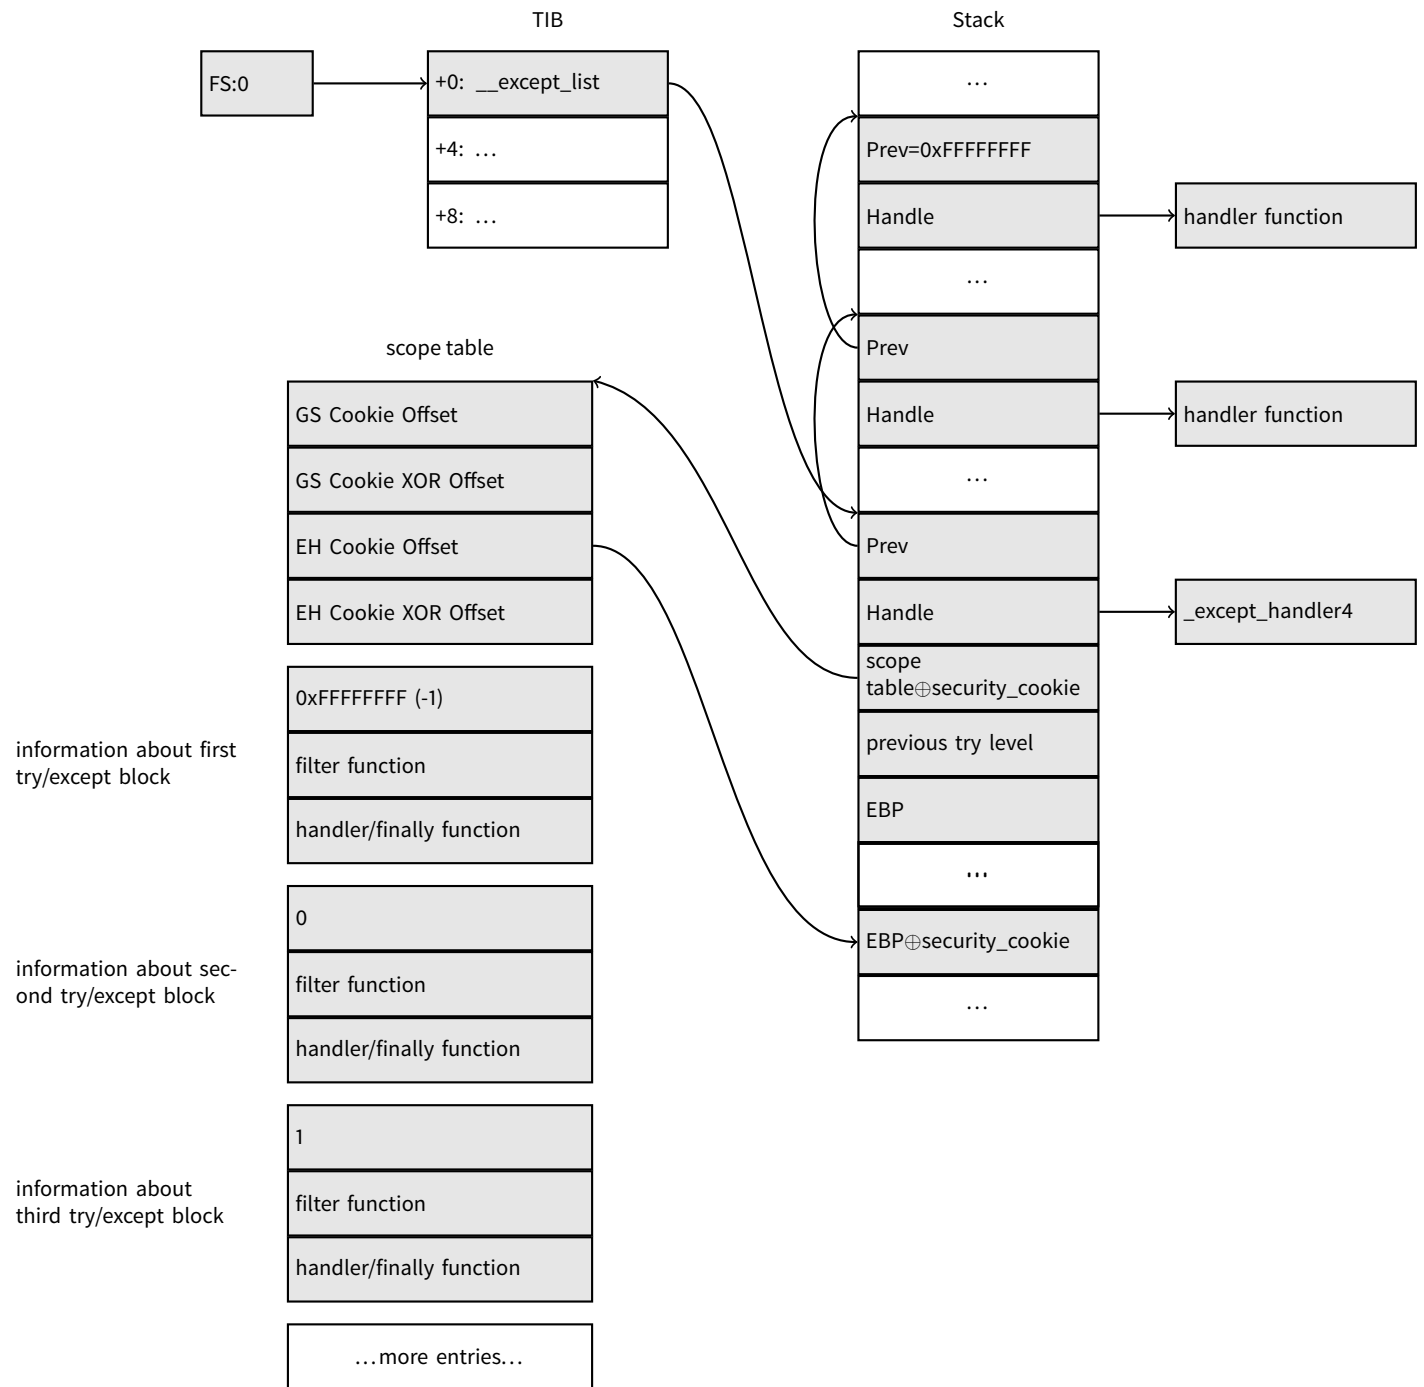 TIB
Stack
FS:0
+0: __except_list
+4: …
+8: …
…
Prev=0xFFFFFFFF
Handle
handler function
…
Prev
Handle
handler function
…
Prev
Handle
_except_handler4
scope
table⊕security_cookie
previous try level
EBP
…
EBP⊕security_cookie
…
scope table
GS Cookie Offset
GS Cookie XOR Offset
EH Cookie Offset
EH Cookie XOR Offset
information about first
try/except block
0xFFFFFFFF (-1)
filter function
handler/finally function
information about sec-
ond try/except block
0
filter function
handler/finally function
information about
third try/except block
1
filter function
handler/finally function
…more entries…